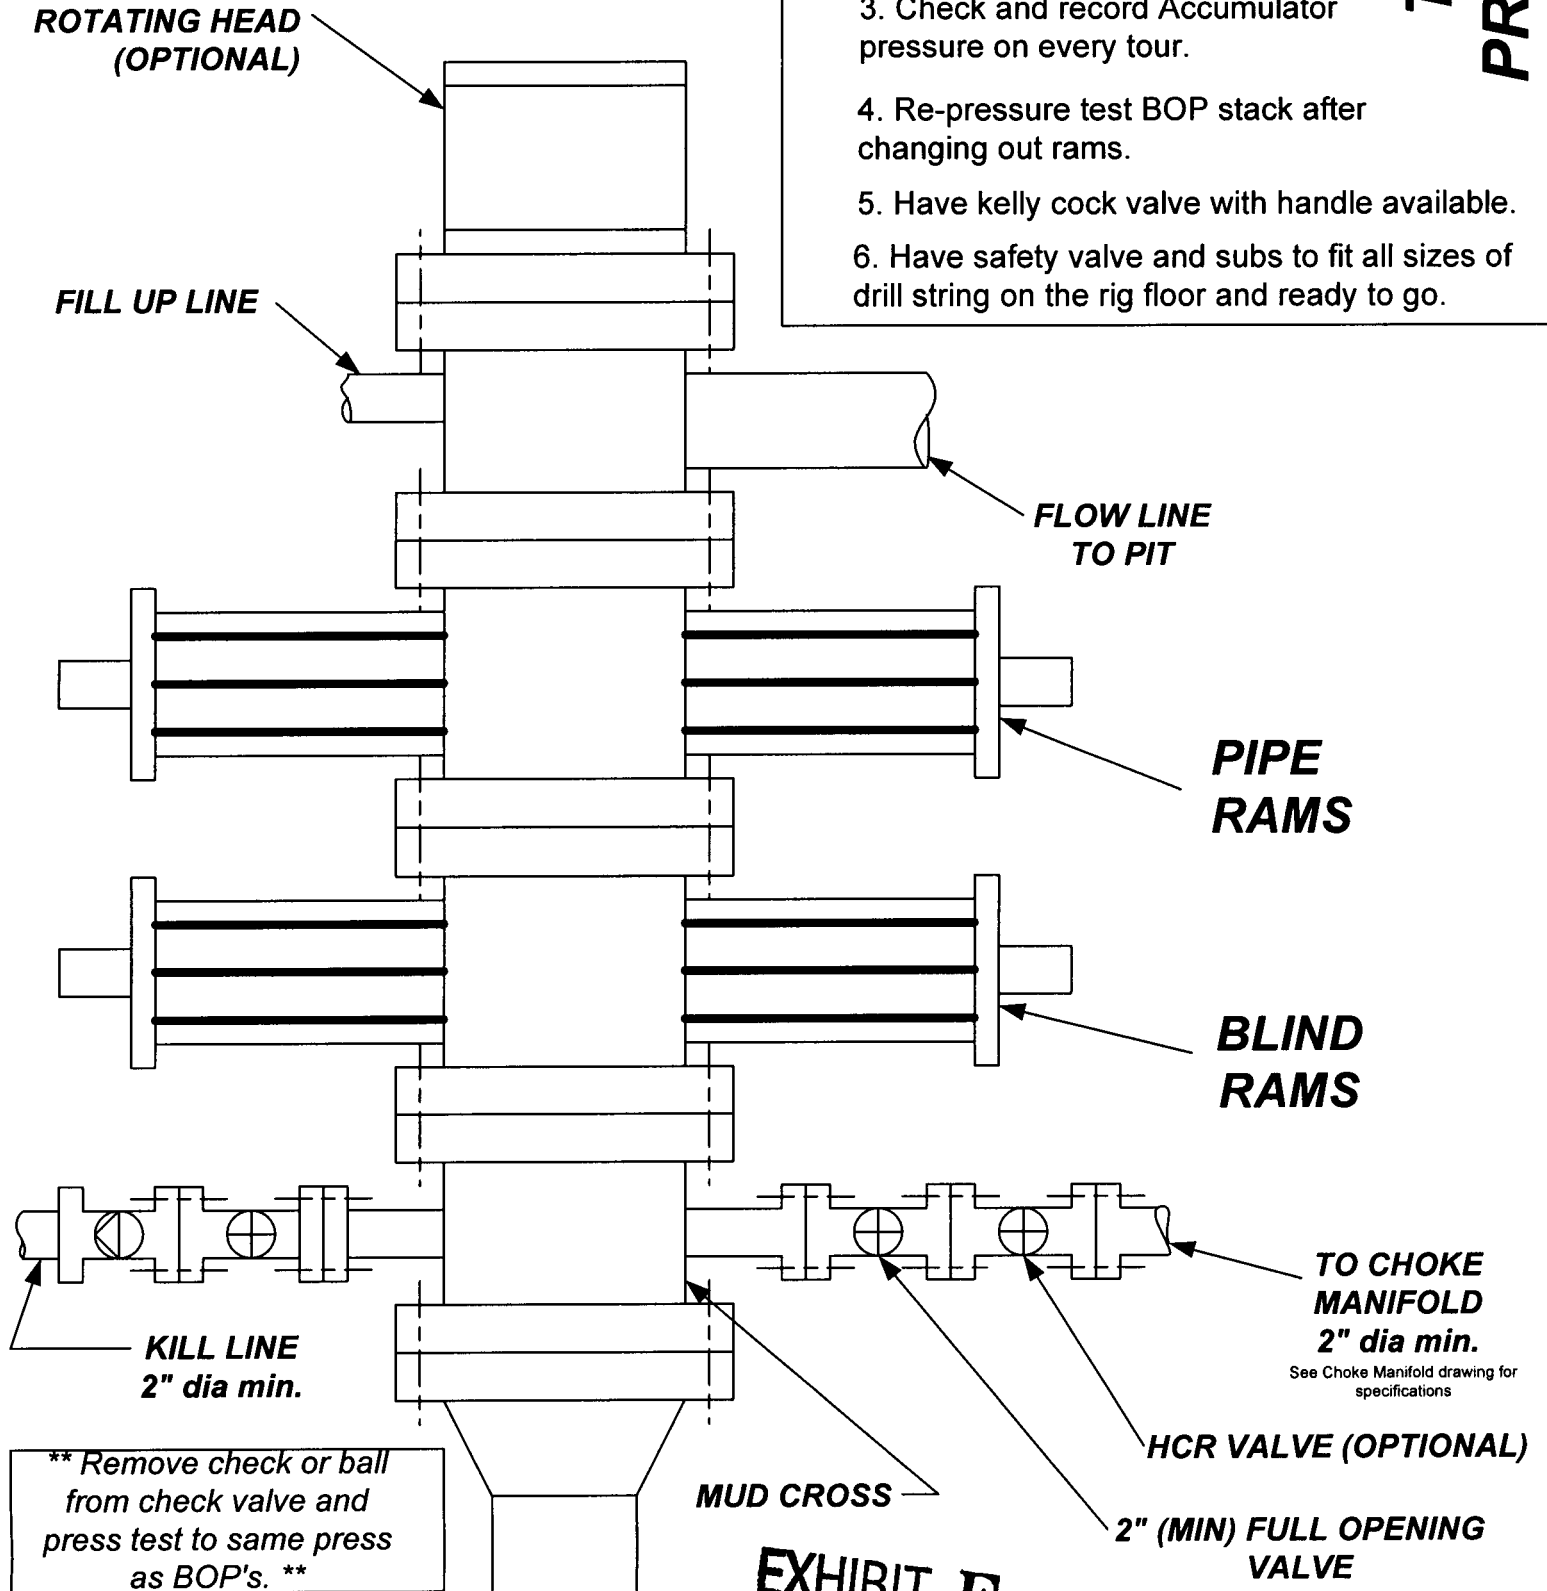 ROTATING HEAD
(OPTIONAL)
3. Check and record Accumulator
pressure on every tour.
4. Re-pressure test BOP stack after
changing out rams.
5. Have kelly cock valve with handle available.
6. Have safety valve and subs to fit all sizes of
drill string on the rig floor and ready to go.
PR
FILL UP LINE
FLOW LINE
TO PIT
PIPE
RAMS
BLIND
RAMS
KILL LINE
2" dia min.
TO CHOKE
MANIFOLD
2" dia min.
See Choke Manifold drawing for
specifications
HCR VALVE (OPTIONAL)
** Remove check or ball
from check valve and
press test to same press
as BOP's. **
MUD CROSS
2" (MIN) FULL OPENING
VALVE
EXHIBIT